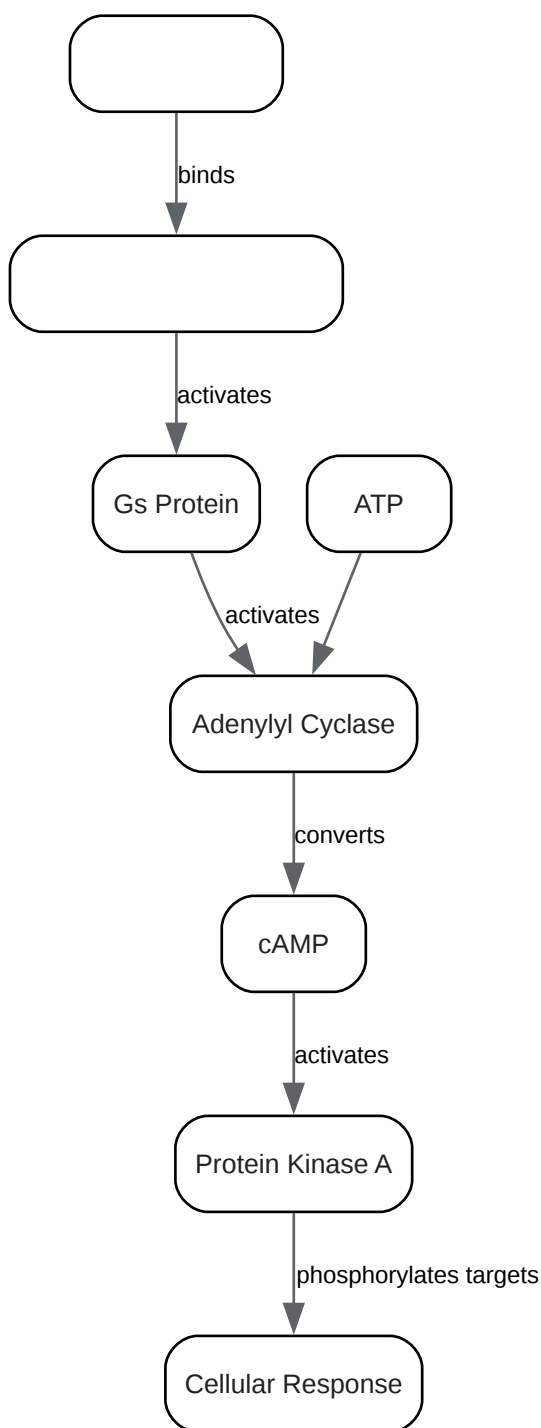 binds
activates
Gs Protein
ATP
activates
Adenylyl Cyclase
converts
cAMP
activates
Protein Kinase A
phosphorylates targets
Cellular Response